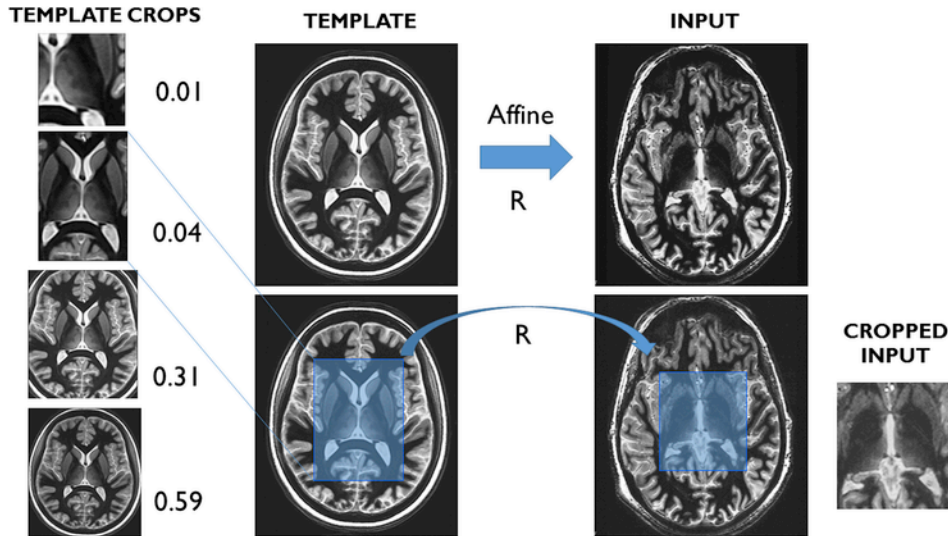 TEMPLATE CROPS
0.01
0.04
0.31
0.59
TEMPLATE
Affine
R
INPUT
R
CROPPED
INPUT